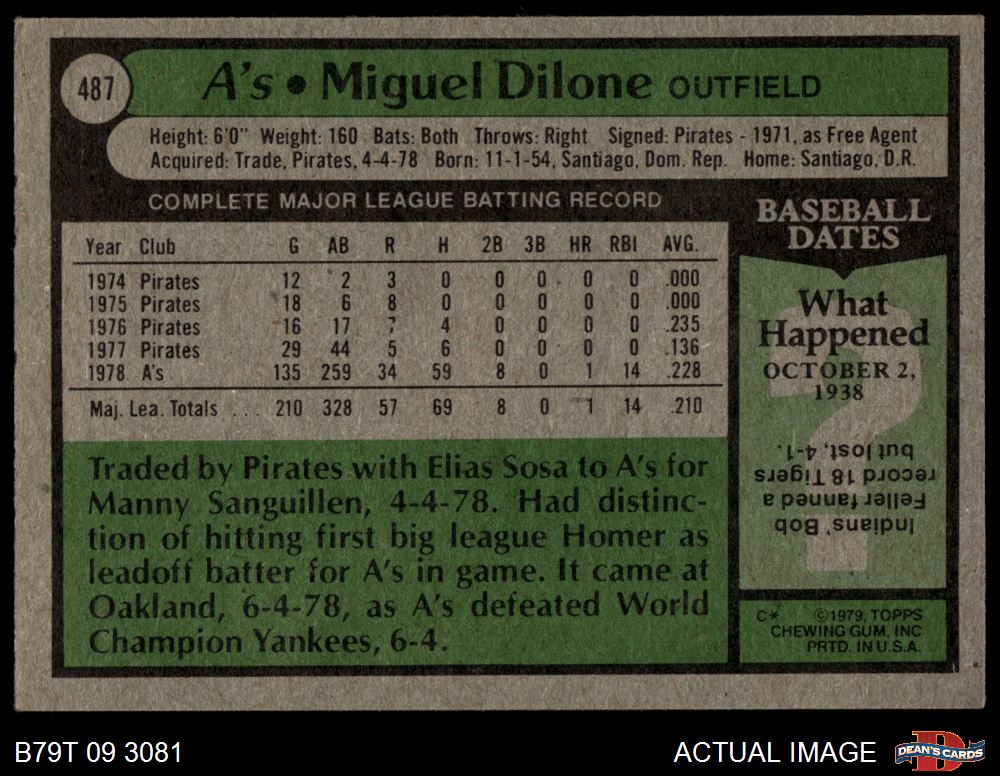 487
A's • Miguel Dilone OUTFIELD
Height: 6'0" Weight: 160 Bats: Both Throws: Right Signed: Pirates - 1971, as Free Agent
Acquired: Trade, Pirates, 4-4-78 Born: 11-1-54, Santiago, Dom. Rep. Home: Santiago, D.R.
COMPLETE MAJOR LEAGUE BATTING RECORD
Year Club G AB R H 2B 3B HR RBI AVG.
1974 Pirates 12 2 3 0 0 0 0 0 .000
1975 Pirates 18 6 8 0 0 0 0 0 .000
1976 Pirates 16 17 7 4 0 0 0 0 .235
1977 Pirates 29 44 5 6 0 0 0 0 .136
1978 A's 135 259 34 59 8 0 1 14 .228
Maj. Lea. Totals . . . 210 328 57 69 8 0 1 14 .210
Traded by Pirates with Elias Sosa to A's for
Manny Sanguillen, 4-4-78. Had distinc-
tion of hitting first big league Homer as
leadoff batter for A's in game. It came at
Oakland, 6-4-78, as A's defeated World
Champion Yankees, 6-4.
BASEBALL
DATES
What
Happened
OCTOBER 2,
1938
Indians' Bob
Feller fanned a
record 18 Tigers
but lost, 4-1.
C* ©1979, TOPPS
CHEWING GUM, INC
PRTD. IN U.S.A.
B79T 09 3081
ACTUAL IMAGE
DEAN'S CARDS